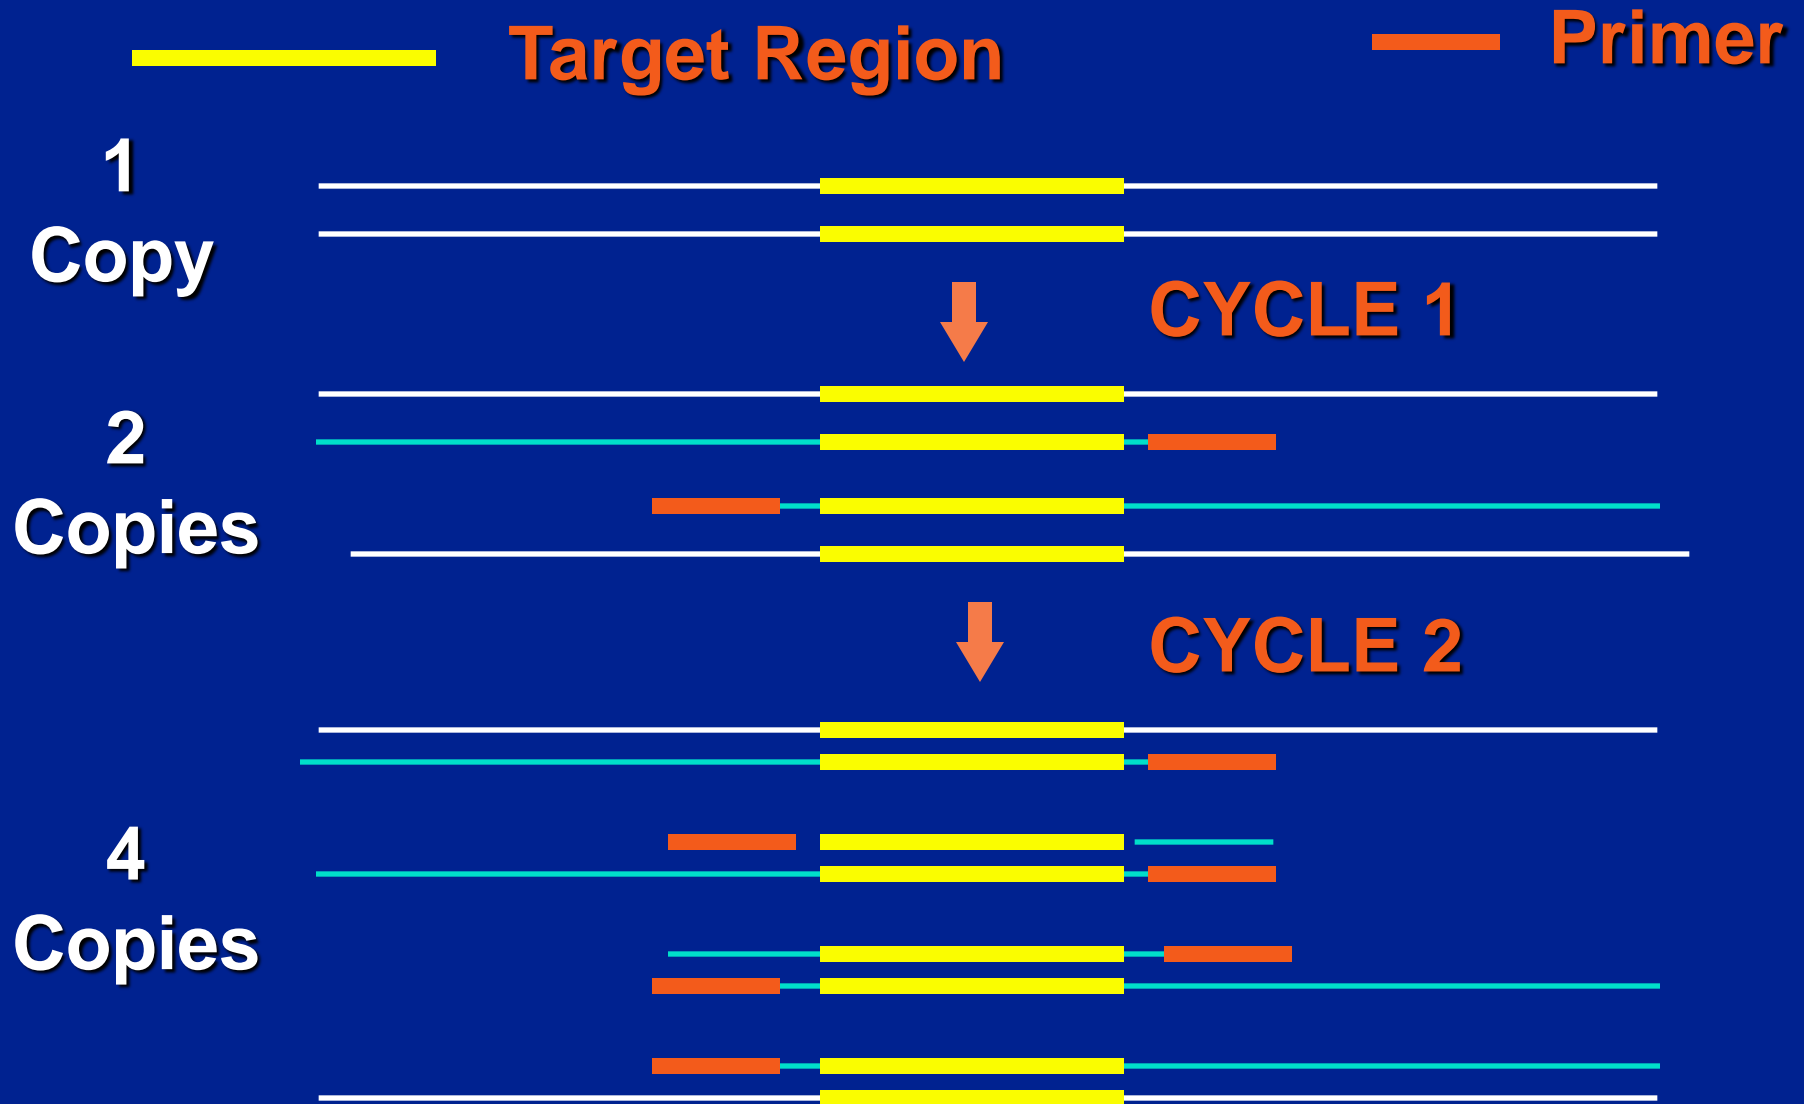 Target Region
Primer
1
Copy
CYCLE 1
2
Copies
CYCLE 2
4
Copies